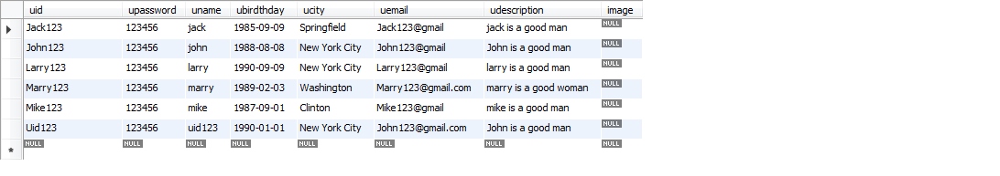 uid upassword uname ubirdthday ucity uemail udescription image
Jack123 123456 jack 1985-09-09 Springfield Jack123@gmail jack is a good man NULL
John123 123456 john 1988-08-08 New York City John123@gmail John is a good man NULL
Larry123 123456 larry 1990-09-09 New York City Larry123@gmail larry is a good man NULL
Marry123 123456 marry 1989-02-03 Washington Marry123@gmail.com marry is a good woman NULL
Mike123 123456 mike 1987-09-01 Clinton Mike123@gmail mike is a good man NULL
Uid123 123456 uid123 1990-01-01 New York City John123@gmail.com John is a good man NULL
* NULL NULL NULL NULL NULL NULL NULL NULL